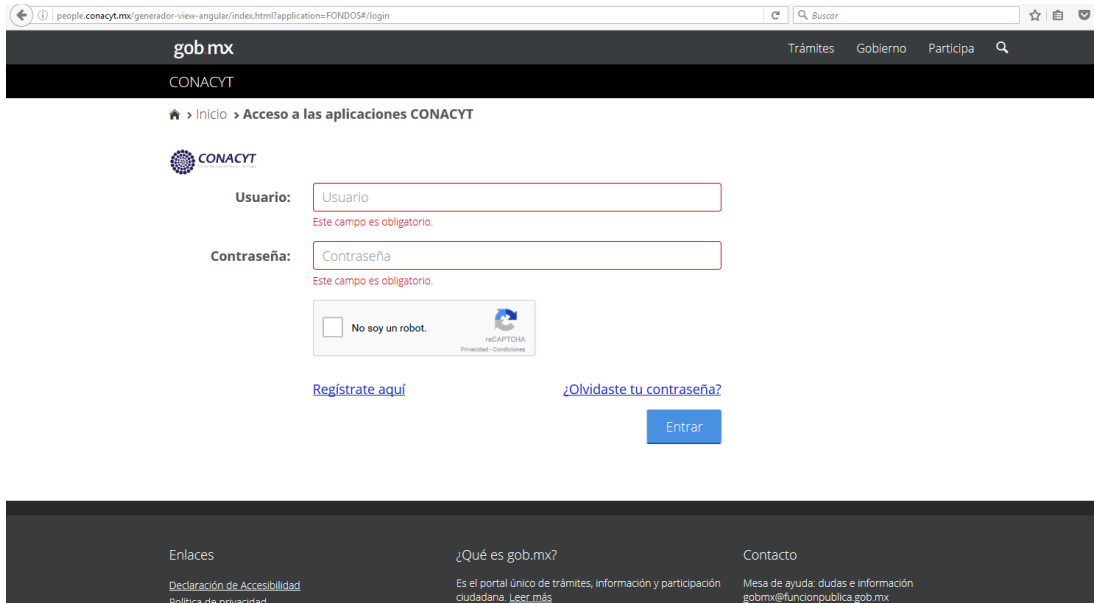 people.conacyt.mx/generador-view-angular/index.html?application=FONDOS#/login
Buscar
gob.mx
Trámites Gobierno Participa
CONACYT
Inicio › Acceso a las aplicaciones CONACYT
CONACYT
Usuario:
Usuario
Este campo es obligatorio.
Contraseña:
Contraseña
Este campo es obligatorio.
No soy un robot.
reCAPTCHA
Privacidad - Condiciones
Regístrate aquí
¿Olvidaste tu contraseña?
Entrar
Enlaces
Declaración de Accesibilidad
Política de privacidad
¿Qué es gob.mx?
Es el portal único de trámites, información y participación
ciudadana. Leer más
Contacto
Mesa de ayuda: dudas e información
gobmx@funcionpublica.gob.mx